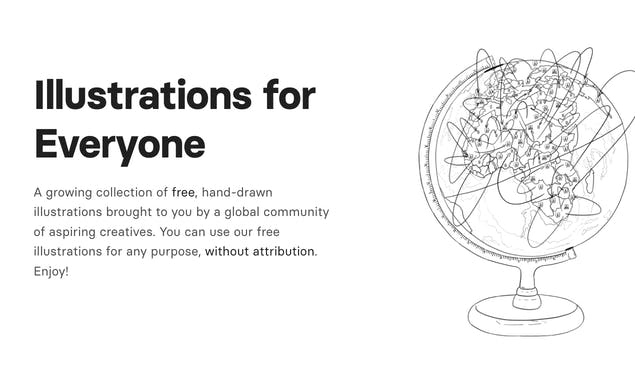 Illustrations for
Everyone
A growing collection of free, hand-drawn
illustrations brought to you by a global community
of aspiring creatives. You can use our free
illustrations for any purpose, without attribution.
Enjoy!